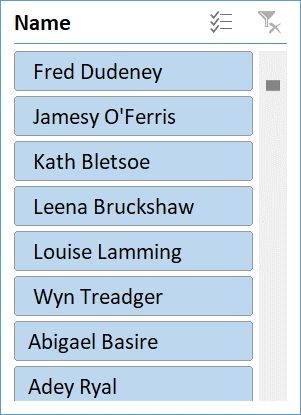 Name
Fred Dudeney
Jamesy O'Ferris
Kath Bletsoe
Leena Bruckshaw
Louise Lamming
Wyn Treadger
Abigael Basire
Adey Ryal